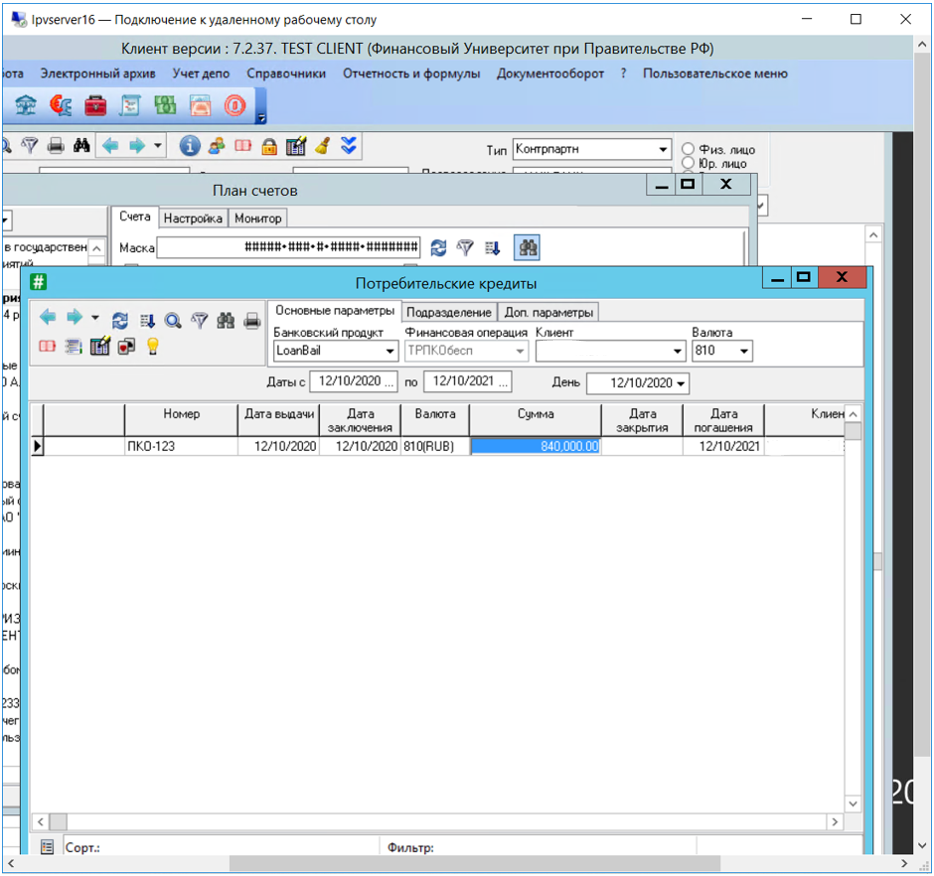 lpvserver16 — Подключение к удаленному рабочему столу
Клиент версии : 7.2.37. TEST CLIENT (Финансовый Университет при Правительстве РФ)
Электронный архив Учет депо Справочники Отчетность и формулы Документооборот ? Пользовательское меню
Тип Контрпартн Физ. лицо
Юр. лицо
План счетов
Счета Настройка Монитор
в государствен Маска #####-###-#-####-#######
Потребительские кредиты
Основные параметры Подразделение Доп. параметры
Банковский продукт Финансовая операция Клиент Валюта
LoanBail ТРПКОбесп 810
Даты с 12/10/2020 ... по 12/10/2021 ... День 12/10/2020
Номер Дата выдачи Дата заключения Валюта Сумма Дата закрытия Дата погашения Клиен
ПКО-123 12/10/2020 12/10/2020 810(RUB) 840,000.00 12/10/2021
Сорт.: Фильтр: